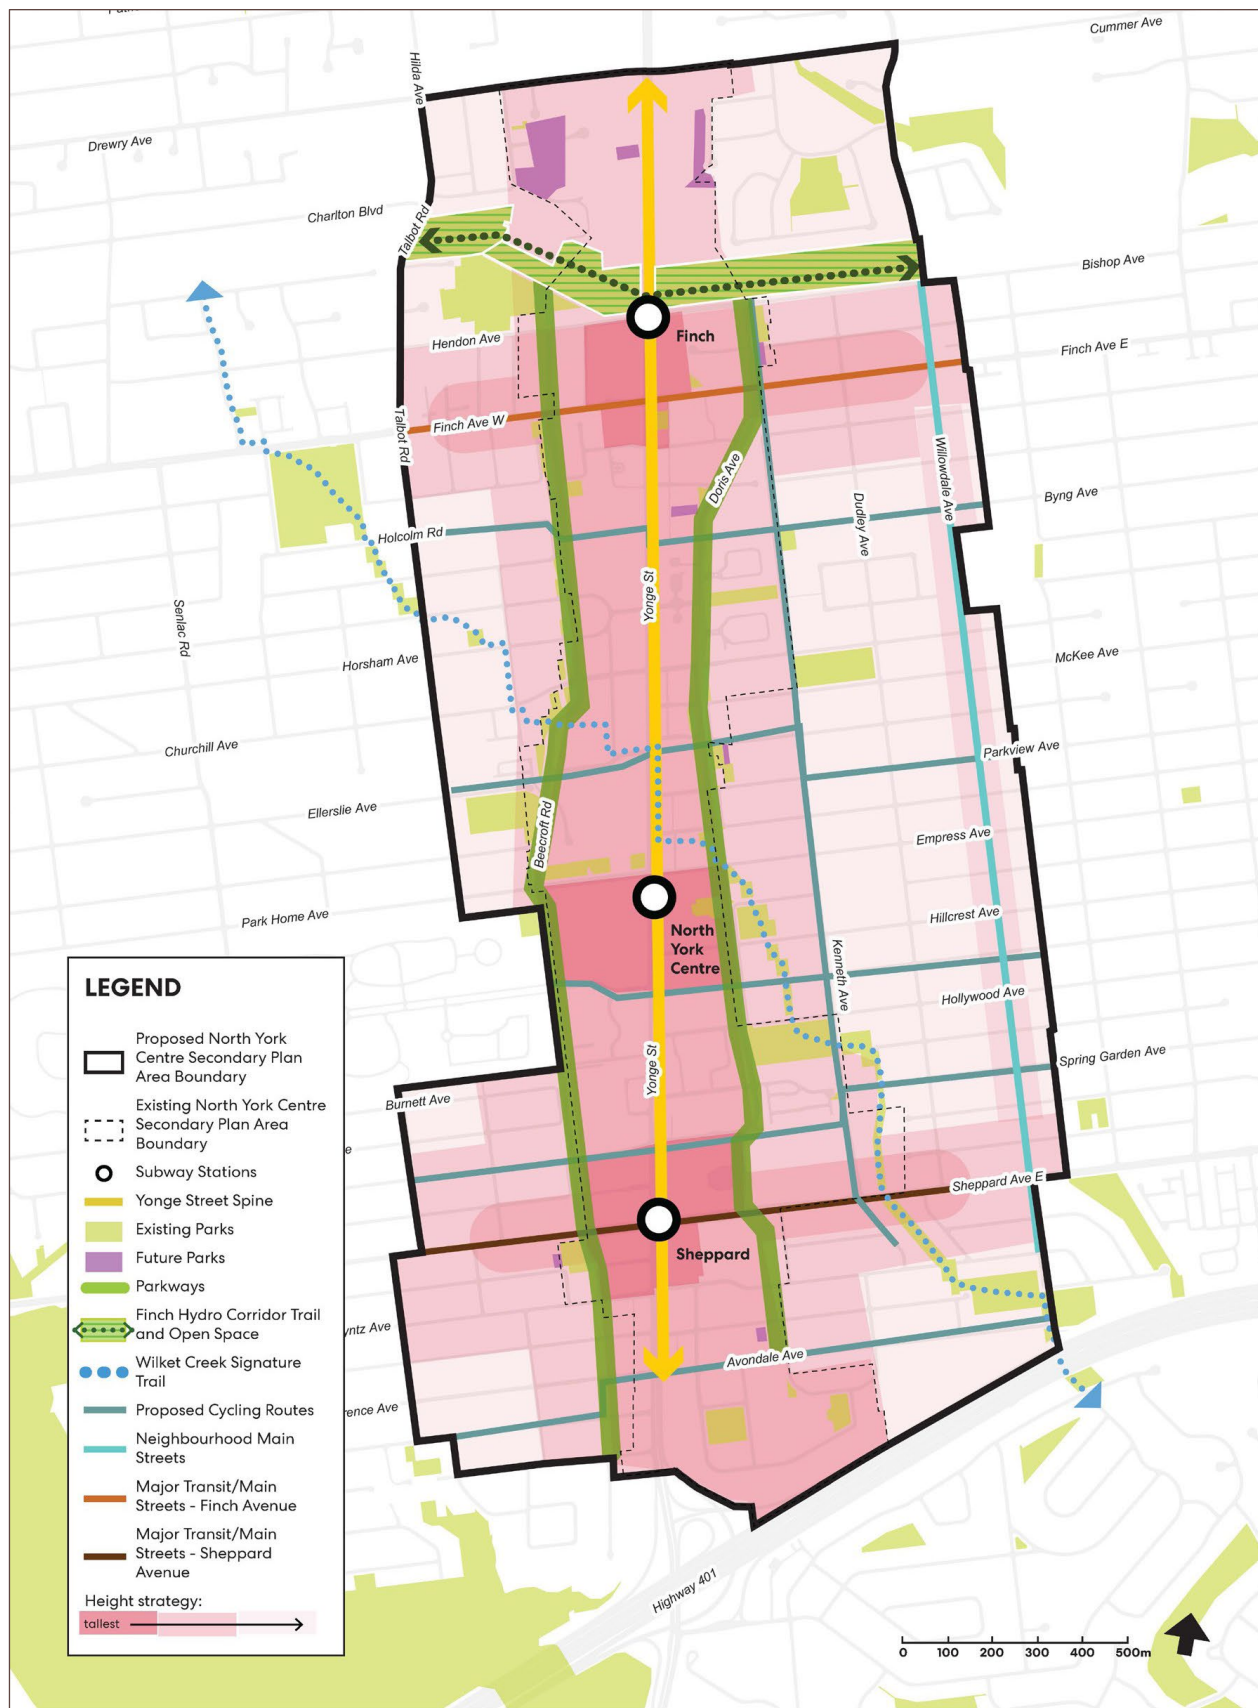 Cummer Ave
Hilda Ave
Drewry Ave
Charlton Blvd
Talbot Rd
Bishop Ave
Finch
Hendon Ave
Finch Ave E
Finch Ave W
Talbot Rd
Doris Ave
Willowdale Ave
Byng Ave
Dudley Ave
Holcolm Rd
Yonge St
Senlac Rd
Horsham Ave
McKee Ave
Churchill Ave
Parkview Ave
Ellerslie Ave
Beecroft Rd
Empress Ave
Park Home Ave
Hillcrest Ave
North
York
Centre
Kenneth Ave
Hollywood Ave
Yonge St
Spring Garden Ave
Burnett Ave
e
Sheppard Ave E
Sheppard
yntz Ave
Avondale Ave
rence Ave
Highway 401
LEGEND
Proposed North York
Centre Secondary Plan
Area Boundary
Existing North York Centre
Secondary Plan Area
Boundary
Subway Stations
Yonge Street Spine
Existing Parks
Future Parks
Parkways
Finch Hydro Corridor Trail
and Open Space
Wilket Creek Signature
Trail
Proposed Cycling Routes
Neighbourhood Main
Streets
Major Transit/Main
Streets - Finch Avenue
Major Transit/Main
Streets - Sheppard
Avenue
Height strategy:
tallest
0 100 200 300 400 500m